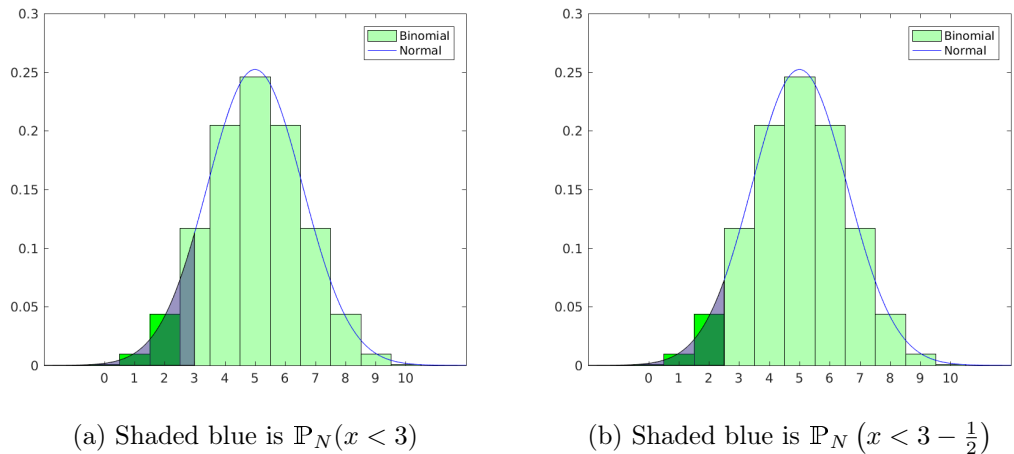 0.3
0.25
0.2
0.15
0.1
0.05
0
0 1 2 3 4 5 6 7 8 9 10
Binomial
Normal
(a) Shaded blue is ℙ_N(x < 3)
0.3
0.25
0.2
0.15
0.1
0.05
0
0 1 2 3 4 5 6 7 8 9 10
Binomial
Normal
(b) Shaded blue is ℙ_N (x < 3 − 1/2)